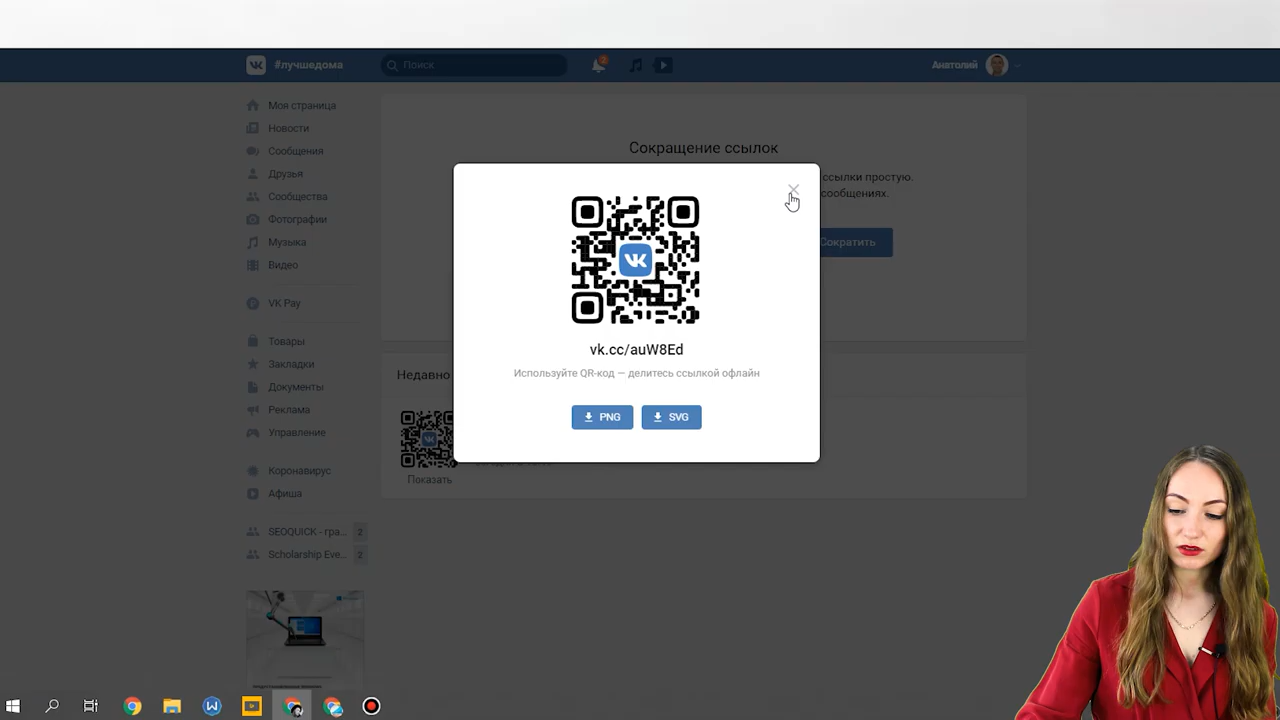 #лучшедома
Поиск
2
Анатолий
Моя страница
Новости
Сообщения
Друзья
Сообщества
Фотографии
Музыка
Видео
VK Pay
Товары
Закладки
Документы
Реклама
Управление
Коронавирус
Афиша
SEOQUICK - гра... 2
Scholarship Eve... 2
Сокращение ссылок
ссылки простую.
сообщениях.
Сократить
vk.cc/auW8Ed
Используйте QR-код — делитесь ссылкой офлайн
PNG
SVG
Недавно
Показать